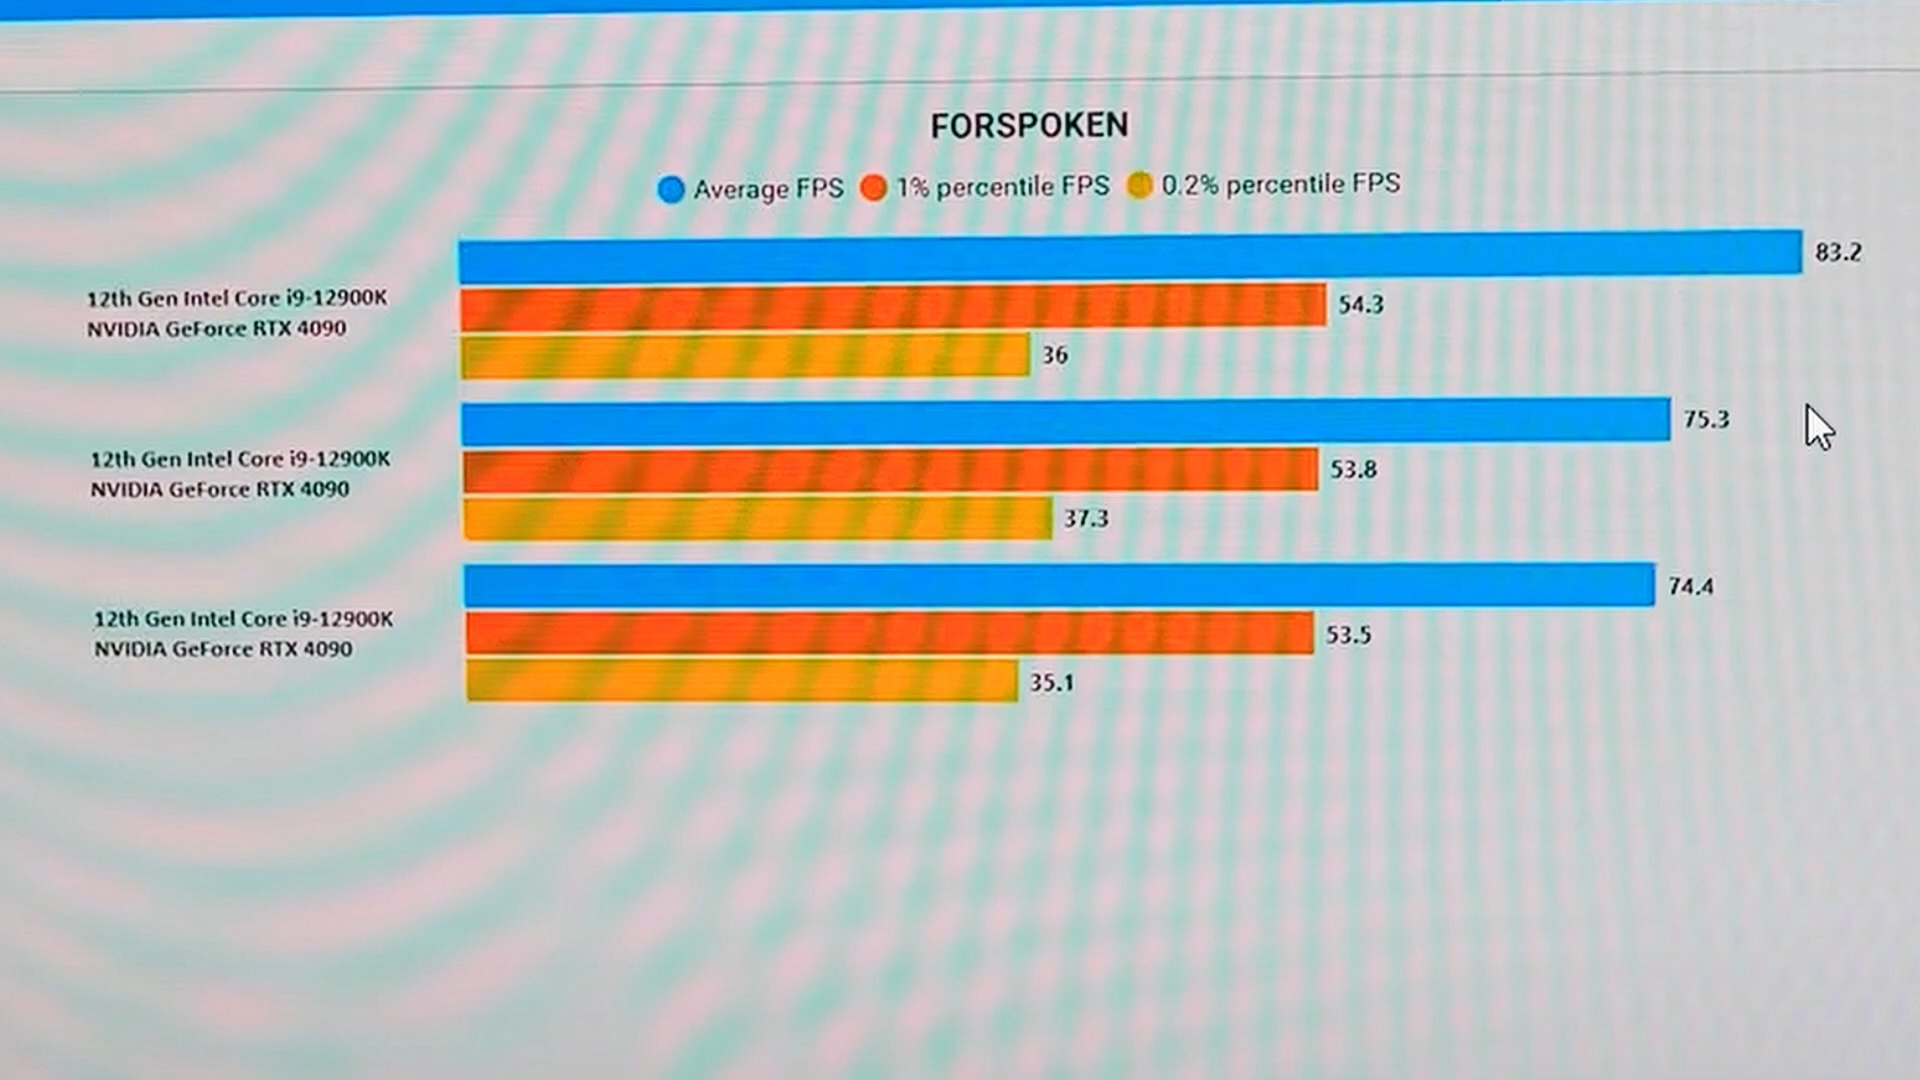 FORSPOKEN
Average FPS 1% percentile FPS 0.2% percentile FPS
83.2
12th Gen Intel Core i9-12900K
NVIDIA GeForce RTX 4090
54.3
36
75.3
12th Gen Intel Core i9-12900K
NVIDIA GeForce RTX 4090
53.8
37.3
74.4
12th Gen Intel Core i9-12900K
NVIDIA GeForce RTX 4090
53.5
35.1